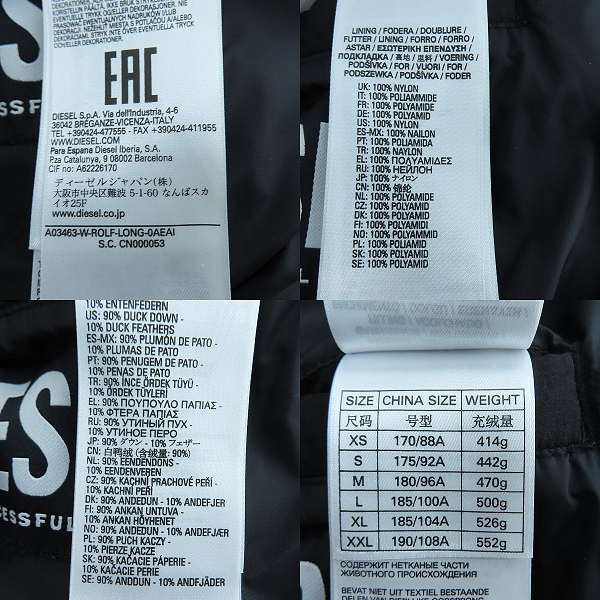 EVENTUELLE DEKORATIONER.
EAC
DIESEL S.p.A. Via dell'Industria, 4-6
36042 BREGANZE-VICENZA-ITALY
TEL +390424-477555 - FAX +390424-411955
WWW.DIESEL.COM
Para Espana Diesel Iberia, S.A.
Pza Catalunya, 9 08002 Barcelona
CIF no: A62226170
ディーゼルジャパン(株)
大阪市中央区難波 5-1-60 なんばスカ
イオ25F
www.diesel.co.jp
A03463-W-ROLF-LONG-0AEAI
S.C. CN000053
LINING / FODERA / DOUBLURE /
FUTTER / LINING / FORRO / FORRO /
ASTAR / ΕΣΩΤΕΡΙΚΗ ΕΠΕΝΔΥΣΗ /
ПОДКЛАДКА / 裏地 / 里料 / VOERING /
PODŠÍVKA / FOR / VUORI / FOR /
PODSZEWKA / PODŠÍVKA / FODER
UK: 100% NYLON
IT: 100% POLIAMMIDE
FR: 100% POLYAMIDE
DE: 100% POLYAMID
US: 100% NYLON
ES-MX: 100% NAILON
PT: 100% POLIAMIDA
TR: 100% NAYLON
EL: 100% ΠΟΛΥΑΜΙΔΕΣ
RU: 100% НЕЙЛОН
JP: 100% ナイロン
CN: 100% 锦纶
NL: 100% POLYAMIDE
CZ: 100% POLYAMID
DK: 100% POLYAMID
FI: 100% POLYAMIDI
NO: 100% POLYAMMID
PL: 100% POLYAMID
SK: 100% POLYAMID
SE: 100% POLYAMID
10% ENTENFEDERN
US: 90% DUCK DOWN -
10% DUCK FEATHERS
ES-MX: 90% PLUMÓN DE PATO -
10% PLUMAS DE PATO
PT: 90% PENUGEM DE PATO -
10% PENAS DE PATO
TR: 90% İNCE ÖRDEK TÜYÜ -
10% ÖRDEK TÜYÜ
EL: 90% ΠΟΥΠΟΥΛΟ ΠΑΠΙΑΣ -
10% ΦΤΕΡΑ ΠΑΠΙΑΣ
RU: 90% УТИНЫЙ ПУХ -
10% УТИНОЕ ПЕРО
JP: 90% ダウン - 10% フェザー
CN: 白鸭绒 (含绒量: 90%)
NL: 90% EENDENDONS -
10% EENDENVEREN
CZ: 90% KACHNÍ PRACHOVÉ PEŘÍ -
10% KACHNÍ PEŘÍ
DK: 90% ANDEDUN - 10% ANDEFJER
FI: 90% ANKAN UNTUVA -
10% ANKAN HÖYHENET
NO: 90% ANDEDUN - 10% ANDEFJÆR
PL: 90% PUCH KACZY -
10% PIERZE KACZE
SK: 90% KAČACIE PÁPERIE -
10% KAČACIE PERIE
SE: 90% ANDDUN - 10% ANDFJÄDER
ES
CESSFUL
SIZE CHINA SIZE WEIGHT
尺码 号型 充绒量
XS 170/88A 414g
S 175/92A 442g
M 180/96A 470g
L 185/100A 500g
XL 185/104A 526g
XXL 190/108A 552g
СОДЕРЖИТ НЕТКАНЫЕ ЧАСТИ
ЖИВОТНОГО ПРОИСХОЖДЕНИЯ
BEVAT NIET UIT TEXTIEL BESTAANDE